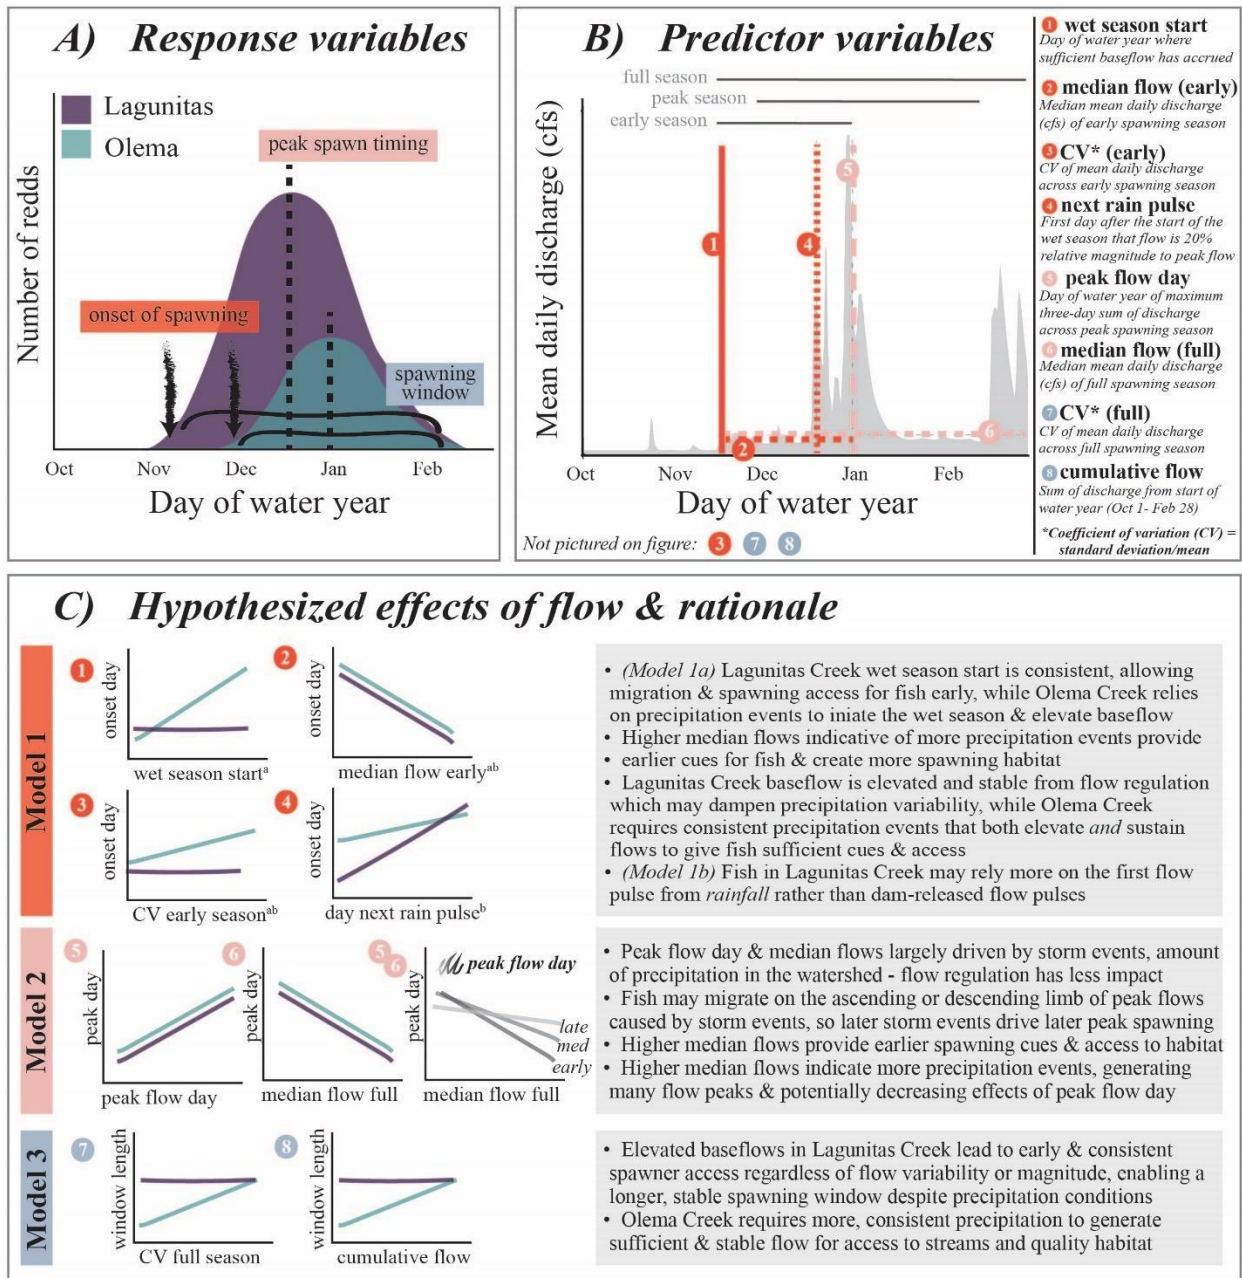 A) Response variables
Lagunitas
Olema
peak spawn timing
onset of spawning
spawning
window
Number of redds
Oct
Nov
Dec
Jan
Feb
Day of water year
B) Predictor variables
full season
peak season
early season
Mean daily discharge (cfs)
1
4
5
2
6
Oct
Nov
Dec
Jan
Feb
Day of water year
Not pictured on figure: 3 7 8
1 wet season start
Day of water year where
sufficient baseflow has accrued
2 median flow (early)
Median mean daily discharge
(cfs) of early spawning season
3 CV* (early)
CV of mean daily discharge
across early spawning season
4 next rain pulse
First day after the start of the
wet season that flow is 20%
relative magnitude to peak flow
5 peak flow day
Day of water year of maximum
three-day sum of discharge
across peak spawning season
6 median flow (full)
Median mean daily discharge
(cfs) of full spawning season
7 CV* (full)
CV of mean daily discharge
across full spawning season
8 cumulative flow
Sum of discharge from start of
water year (Oct 1- Feb 28)
*Coefficient of variation (CV) =
standard deviation/mean
C) Hypothesized effects of flow & rationale
Model 1
1
onset day
wet season startᵃ
2
onset day
median flow earlyᵃᵇ
3
onset day
CV early seasonᵃᵇ
4
onset day
day next rain pulseᵇ
• (Model 1a) Lagunitas Creek wet season start is consistent, allowing
migration & spawning access for fish early, while Olema Creek relies
on precipitation events to iniate the wet season & elevate baseflow
• Higher median flows indicative of more precipitation events provide
• earlier cues for fish & create more spawning habitat
• Lagunitas Creek baseflow is elevated and stable from flow regulation
which may dampen precipitation variability, while Olema Creek
requires consistent precipitation events that both elevate and sustain
flows to give fish sufficient cues & access
• (Model 1b) Fish in Lagunitas Creek may rely more on the first flow
pulse from rainfall rather than dam-released flow pulses
Model 2
5
peak day
peak flow day
6
peak day
median flow full
5
6
peak day
peak flow day
late
med
early
median flow full
• Peak flow day & median flows largely driven by storm events, amount
of precipitation in the watershed - flow regulation has less impact
• Fish may migrate on the ascending or descending limb of peak flows
caused by storm events, so later storm events drive later peak spawning
• Higher median flows provide earlier spawning cues & access to habitat
• Higher median flows indicate more precipitation events, generating
many flow peaks & potentially decreasing effects of peak flow day
Model 3
7
window length
CV full season
8
window length
cumulative flow
• Elevated baseflows in Lagunitas Creek lead to early & consistent
spawner access regardless of flow variability or magnitude, enabling a
longer, stable spawning window despite precipitation conditions
• Olema Creek requires more, consistent precipitation to generate
sufficient & stable flow for access to streams and quality habitat